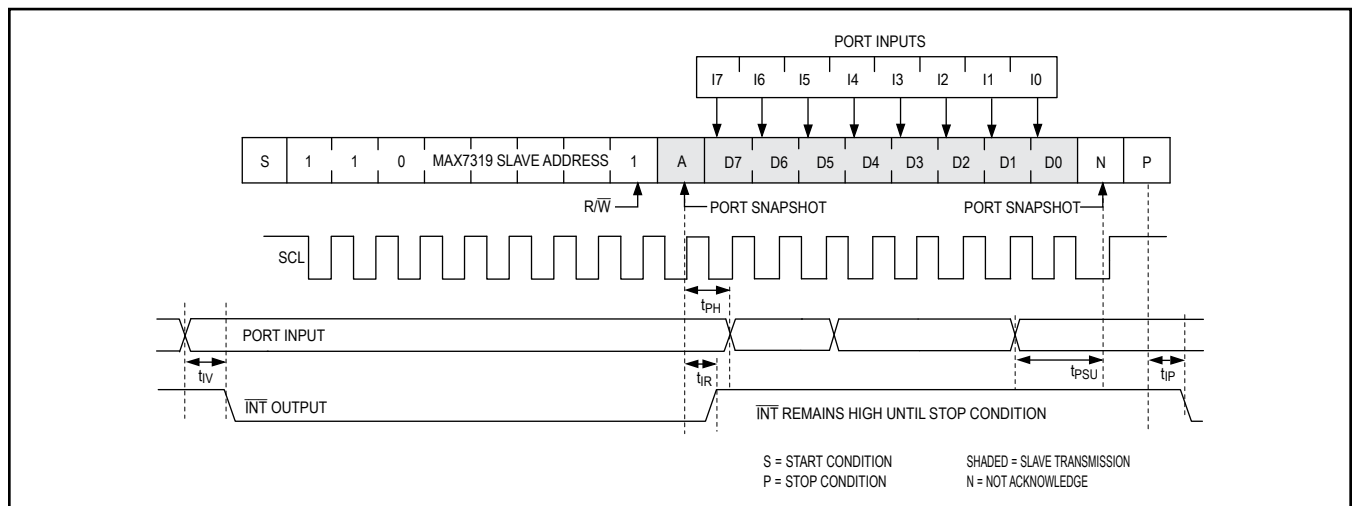 PORT INPUTS
I7 I6 I5 I4 I3 I2 I1 I0
S 1 1 0 MAX7319 SLAVE ADDRESS 1 A D7 D6 D5 D4 D3 D2 D1 D0 N P
R/W̅ PORT SNAPSHOT PORT SNAPSHOT
SCL
tPH
PORT INPUT
tIV tIR tPSU tIP
I̅N̅T̅ OUTPUT I̅N̅T̅ REMAINS HIGH UNTIL STOP CONDITION
S = START CONDITION SHADED = SLAVE TRANSMISSION
P = STOP CONDITION N = NOT ACKNOWLEDGE